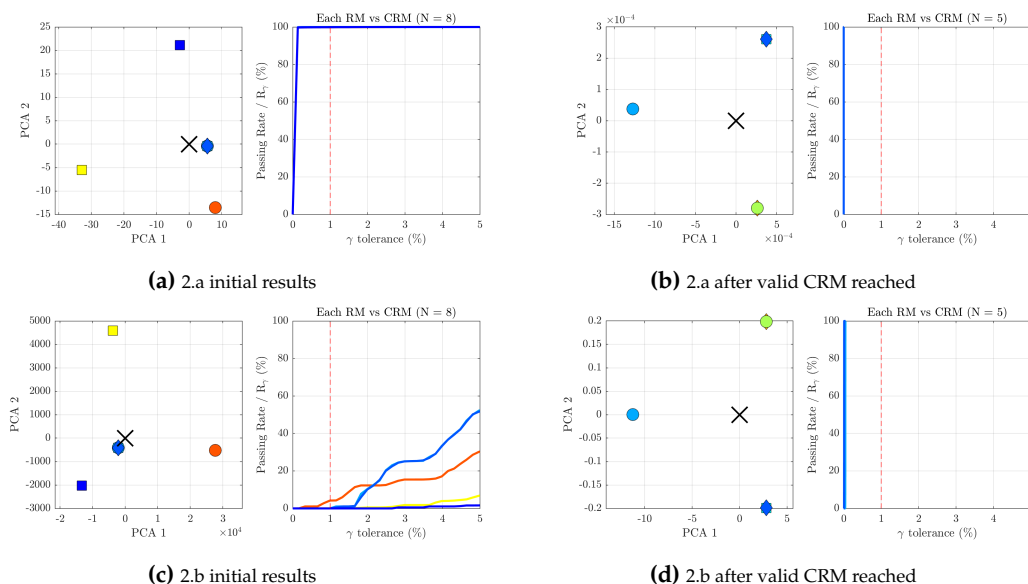 Each RM vs CRM (N = 8)
25
20
15
10
5
0
-5
-10
-15
-40 -30 -20 -10 0 10
PCA 1
PCA 2
100
80
60
40
20
0
0 1 2 3 4 5
γ tolerance (%)
Passing Rate / Rγ (%)
(a) 2.a initial results
Each RM vs CRM (N = 5)
×10⁻⁴
3
2
1
0
-1
-2
-3
-15 -10 -5 0 5
×10⁻⁴
PCA 1
PCA 2
100
80
60
40
20
0
0 1 2 3 4
γ tolerance (%)
Passing Rate / Rγ (%)
(b) 2.a after valid CRM reached
Each RM vs CRM (N = 8)
5000
4000
3000
2000
1000
0
-1000
-2000
-3000
-2 -1 0 1 2 3
×10⁴
PCA 1
PCA 2
100
80
60
40
20
0
0 1 2 3 4 5
γ tolerance (%)
Passing Rate / Rγ (%)
(c) 2.b initial results
Each RM vs CRM (N = 5)
0.2
0.15
0.1
0.05
0
-0.05
-0.1
-0.15
-0.2
-10 -5 0 5
PCA 1
PCA 2
100
80
60
40
20
0
0 1 2 3 4
γ tolerance (%)
Passing Rate / Rγ (%)
(d) 2.b after valid CRM reached